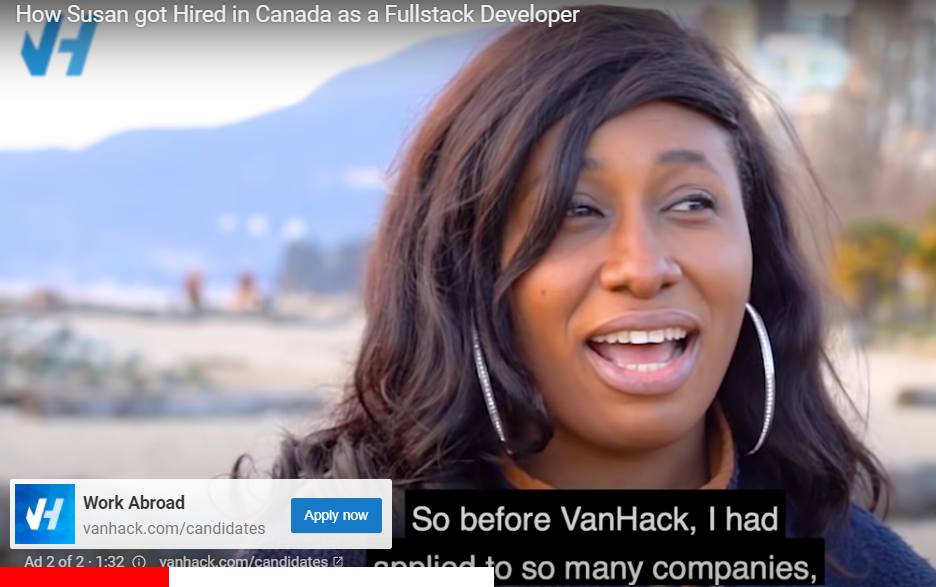 How Susan got Hired in Canada as a Fullstack Developer
VH
VH
Work Abroad
vanhack.com/candidates
Apply now
So before VanHack, I had
applied to so many companies,
Ad 2 of 2 · 1:32 vanhack.com/candidates